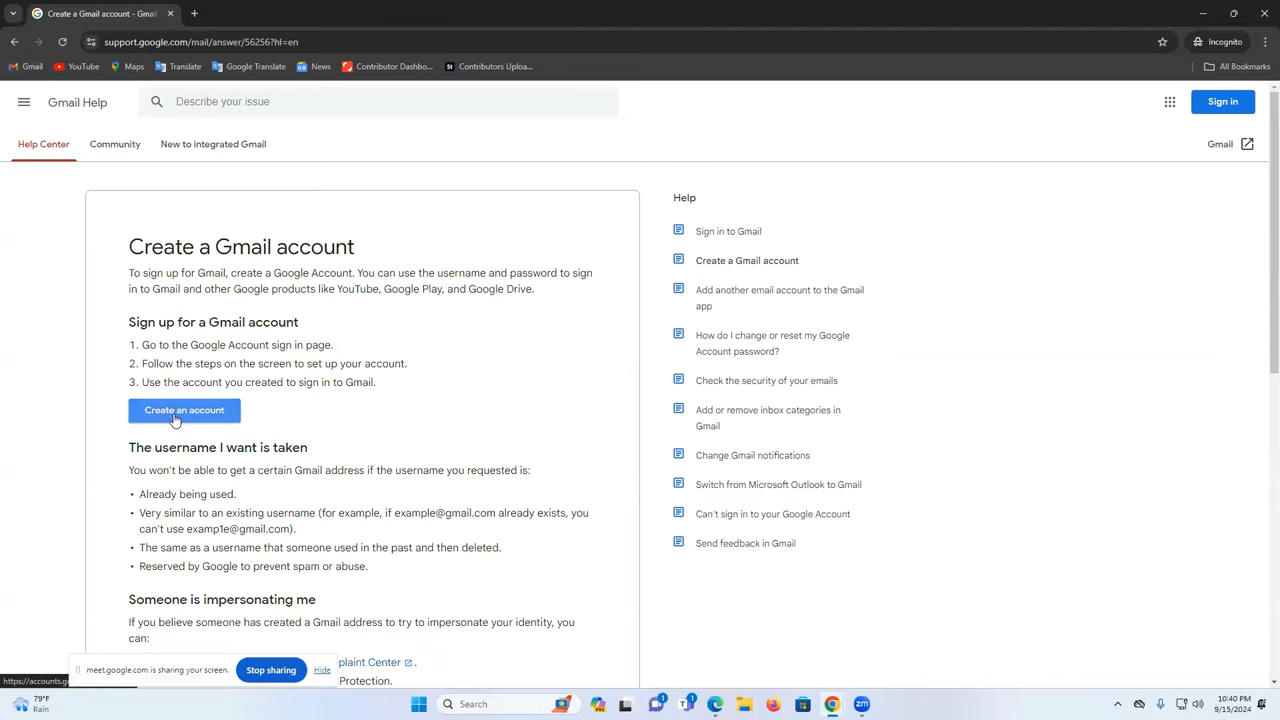 Create a Gmail account - Gmail
support.google.com/mail/answer/56256?hl=en
Incognito
Gmail
YouTube
Maps
Translate
Google Translate
News
Contributor Dashbo...
Contributors Uploa...
All Bookmarks
Gmail Help
Describe your issue
Sign in
Help Center
Community
New to integrated Gmail
Gmail
Create a Gmail account
To sign up for Gmail, create a Google Account. You can use the username and password to sign
in to Gmail and other Google products like YouTube, Google Play, and Google Drive.
Sign up for a Gmail account
1. Go to the Google Account sign in page.
2. Follow the steps on the screen to set up your account.
3. Use the account you created to sign in to Gmail.
Create an account
The username I want is taken
You won't be able to get a certain Gmail address if the username you requested is:
• Already being used.
• Very similar to an existing username (for example, if example@gmail.com already exists, you
can't use examp1e@gmail.com).
• The same as a username that someone used in the past and then deleted.
• Reserved by Google to prevent spam or abuse.
Someone is impersonating me
If you believe someone has created a Gmail address to try to impersonate your identity, you
can:
plaint Center
.
Protection.
Help
Sign in to Gmail
Create a Gmail account
Add another email account to the Gmail
app
How do I change or reset my Google
Account password?
Check the security of your emails
Add or remove inbox categories in
Gmail
Change Gmail notifications
Switch from Microsoft Outlook to Gmail
Can't sign in to your Google Account
Send feedback in Gmail
meet.google.com is sharing your screen.
Stop sharing
Hide
https://accounts.g
79°F
Rain
Search
1
1
zm
10:40 PM
9/15/2024